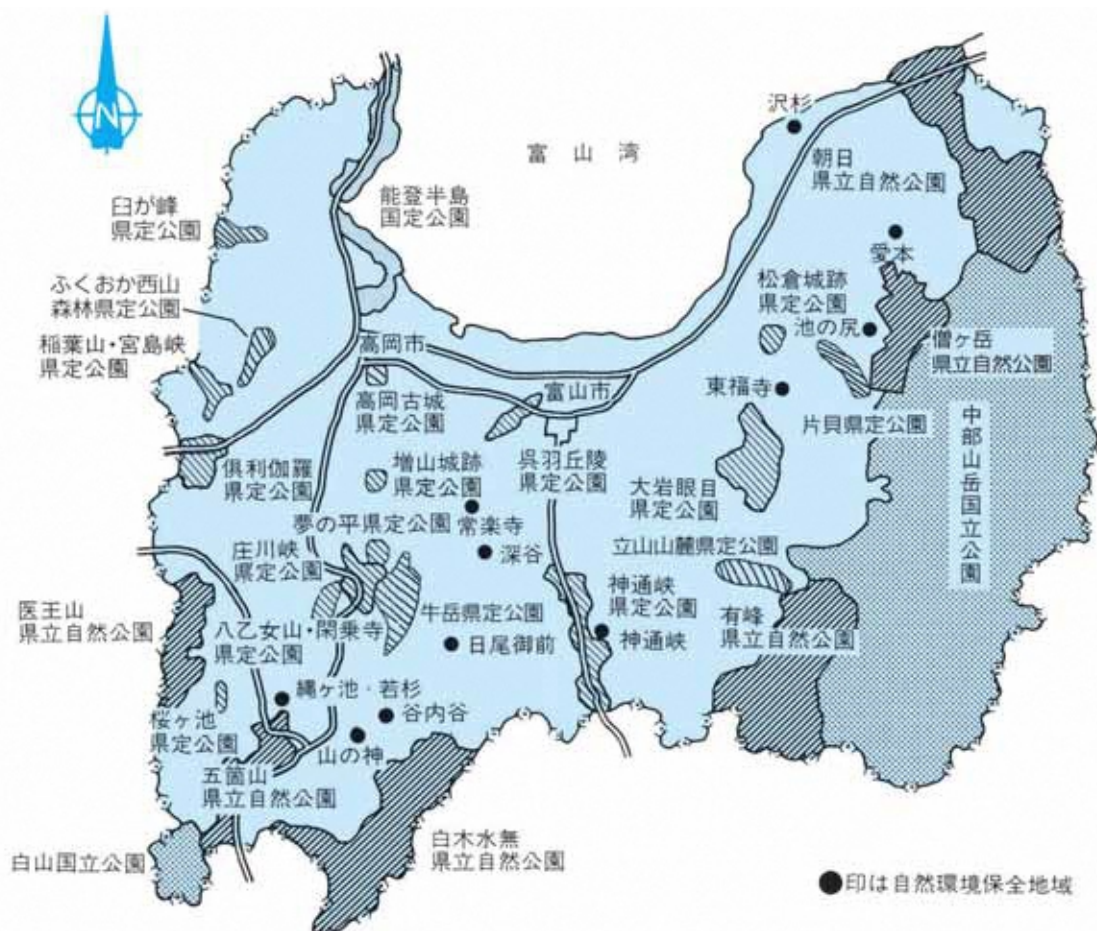 N
沢杉
富山湾
朝日
県立自然公園
能登半島
国定公園
臼が峰
県定公園
愛本
ふくおか西山
森林県定公園
松倉城跡
県定公園
池の尻
稲葉山・宮島峡
県定公園
僧ヶ岳
県立自然公園
高岡市
富山市
東福寺
高岡古城
県定公園
片貝県定公園
中部山岳国立公園
倶利伽羅
県定公園
増山城跡
県定公園
呉羽丘陵
県定公園
大岩眼目
県定公園
夢の平県定公園
常楽寺
庄川峡
県定公園
深谷
立山山麓県定公園
医王山
県立自然公園
神通峡
県定公園
牛岳県定公園
有峰
県立自然公園
八乙女山・閑乗寺
県定公園
日尾御前
神通峡
縄ヶ池・若杉
谷内谷
桜ヶ池
県定公園
山の神
五箇山
県立自然公園
白山国立公園
白木水無
県立自然公園
●印は自然環境保全地域